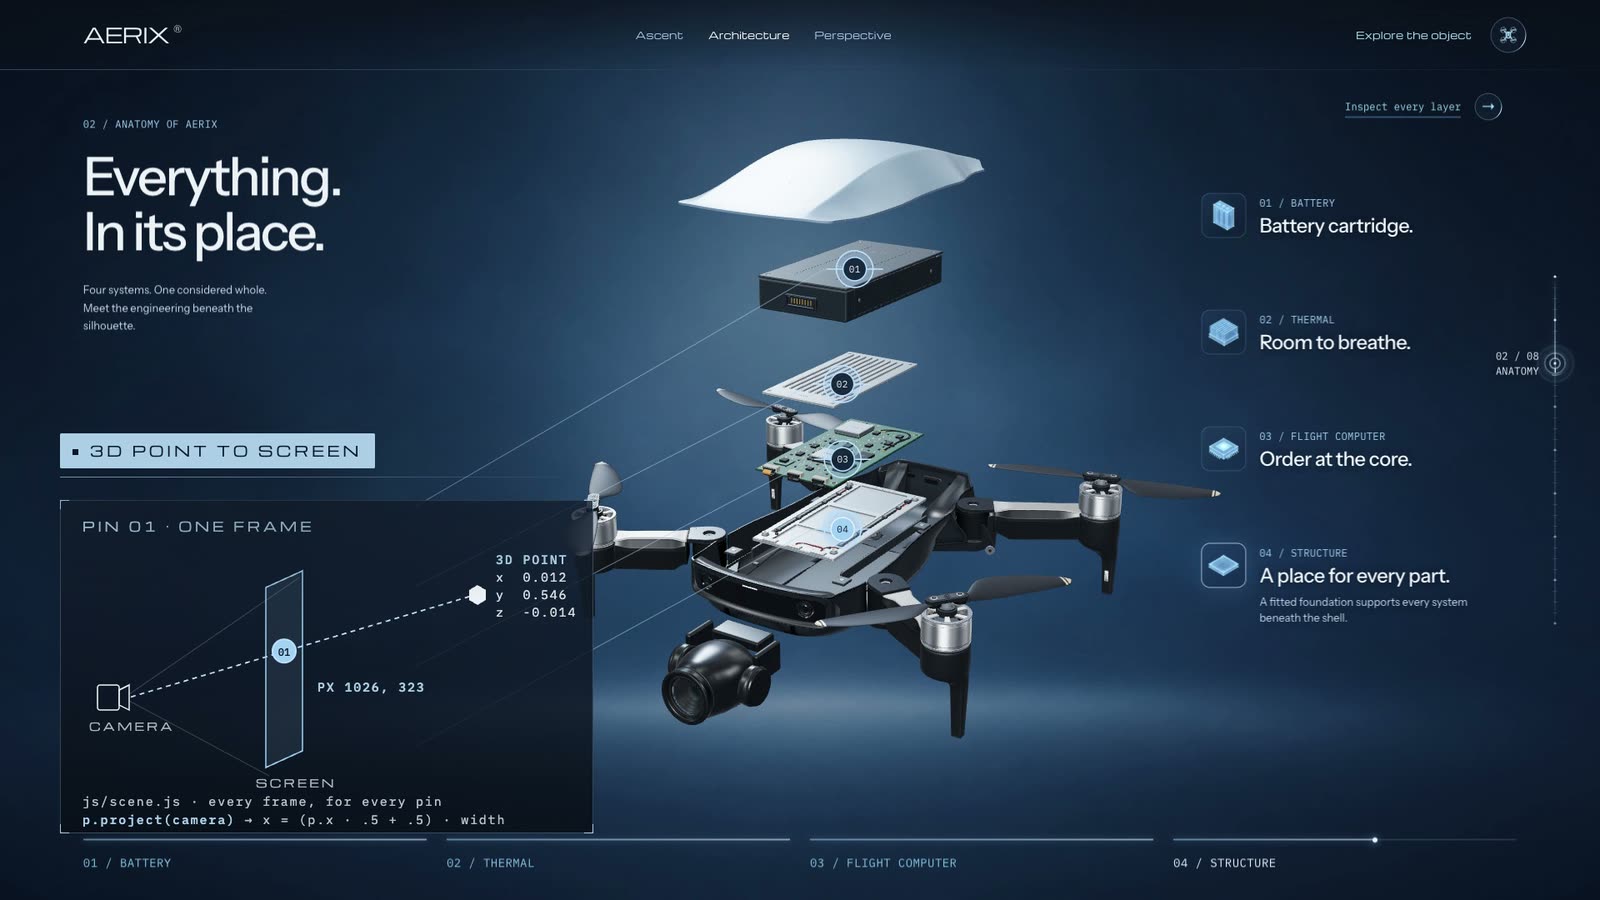 AERIX ®
Ascent
Architecture
Perspective
Explore the object
Inspect every layer
02 / ANATOMY OF AERIX
Everything.
In its place.
Four systems. One considered whole.
Meet the engineering beneath the
silhouette.
01
02
03
04
01 / BATTERY
Battery cartridge.
02 / THERMAL
Room to breathe.
03 / FLIGHT COMPUTER
Order at the core.
04 / STRUCTURE
A place for every part.
A fitted foundation supports every system
beneath the shell.
02 / 08
ANATOMY
3D POINT TO SCREEN
PIN 01 · ONE FRAME
3D POINT
x 0.012
y 0.546
z -0.014
01
PX 1026, 323
CAMERA
SCREEN
js/scene.js · every frame, for every pin
p.project(camera) → x = (p.x · .5 + .5) · width
01 / BATTERY
02 / THERMAL
03 / FLIGHT COMPUTER
04 / STRUCTURE